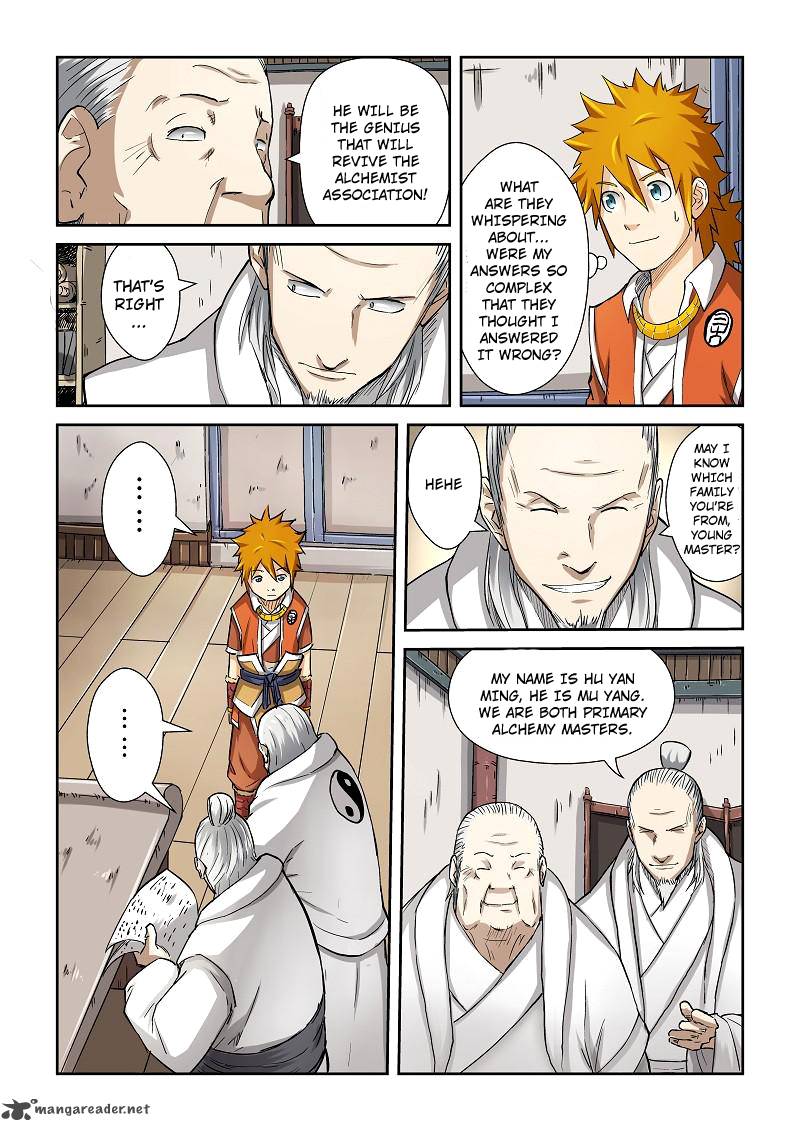 HE WILL BE
THE GENIUS
THAT WILL
REVIVE THE
ALCHEMIST
ASSOCIATION!
WHAT
ARE THEY
WHISPERING
ABOUT...
WERE MY
ANSWERS SO
COMPLEX
THAT THEY
THOUGHT I
ANSWERED
IT WRONG?
THAT'S
RIGHT
...
.....
....
HEHE
MAY I
KNOW
WHICH
FAMILY
YOU'RE
FROM,
YOUNG
MASTER?
MY NAME IS HU YAN
MING, HE IS MU YANG.
WE ARE BOTH PRIMARY
ALCHEMY MASTERS.
mangareader.net